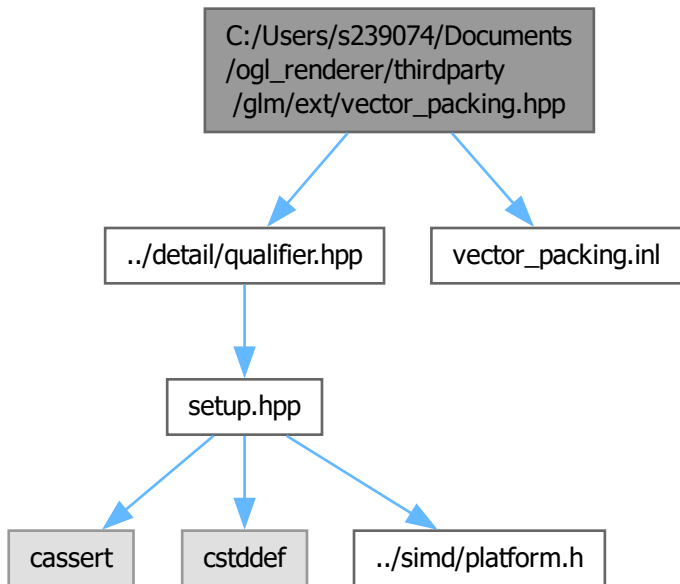 C:/Users/s239074/Documents
/ogl_renderer/thirdparty
/glm/ext/vector_packing.hpp
../detail/qualifier.hpp
vector_packing.inl
setup.hpp
cassert
cstddef
../simd/platform.h